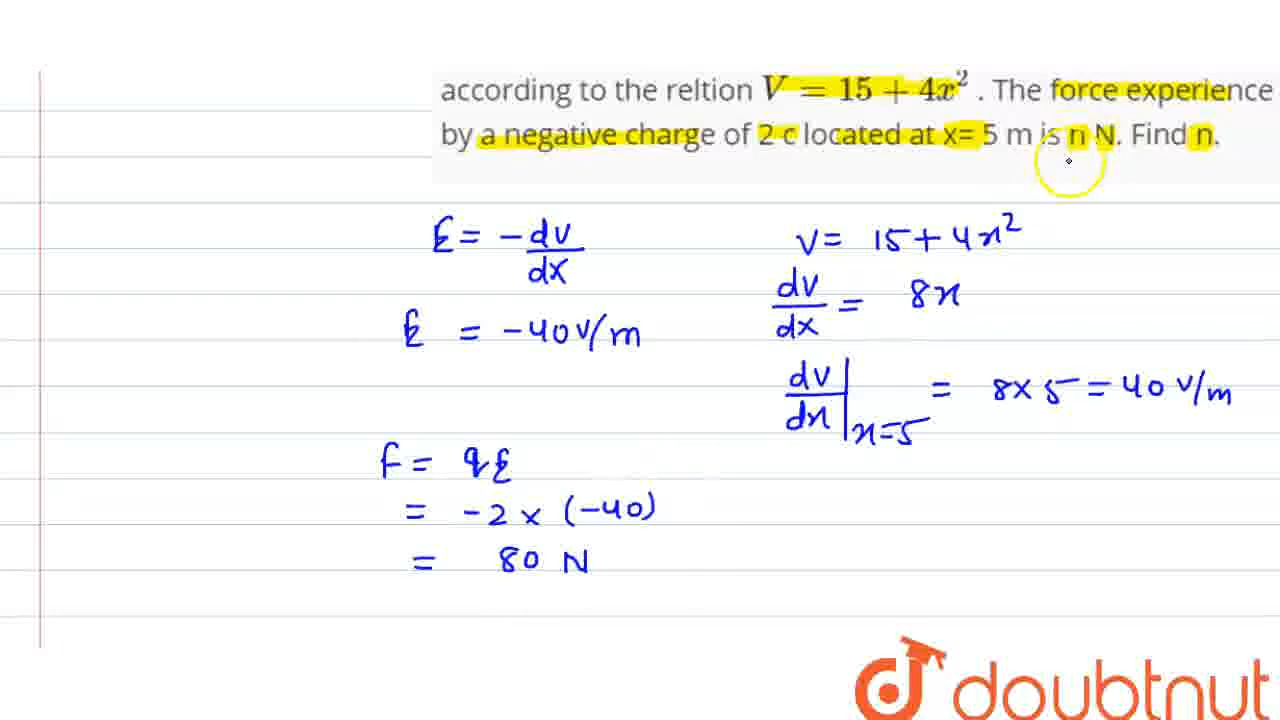 according to the reltion V = 15 + 4x² . The force experience
by a negative charge of 2 c located at x= 5 m is n N. Find n.
E = -dv/dx
v = 15 + 4x²
dv/dx = 8x
E = -40 v/m
dv/dx|x=5 = 8 x 5 = 40 v/m
F = qE
= -2 x (-40)
= 80 N
doubtnut